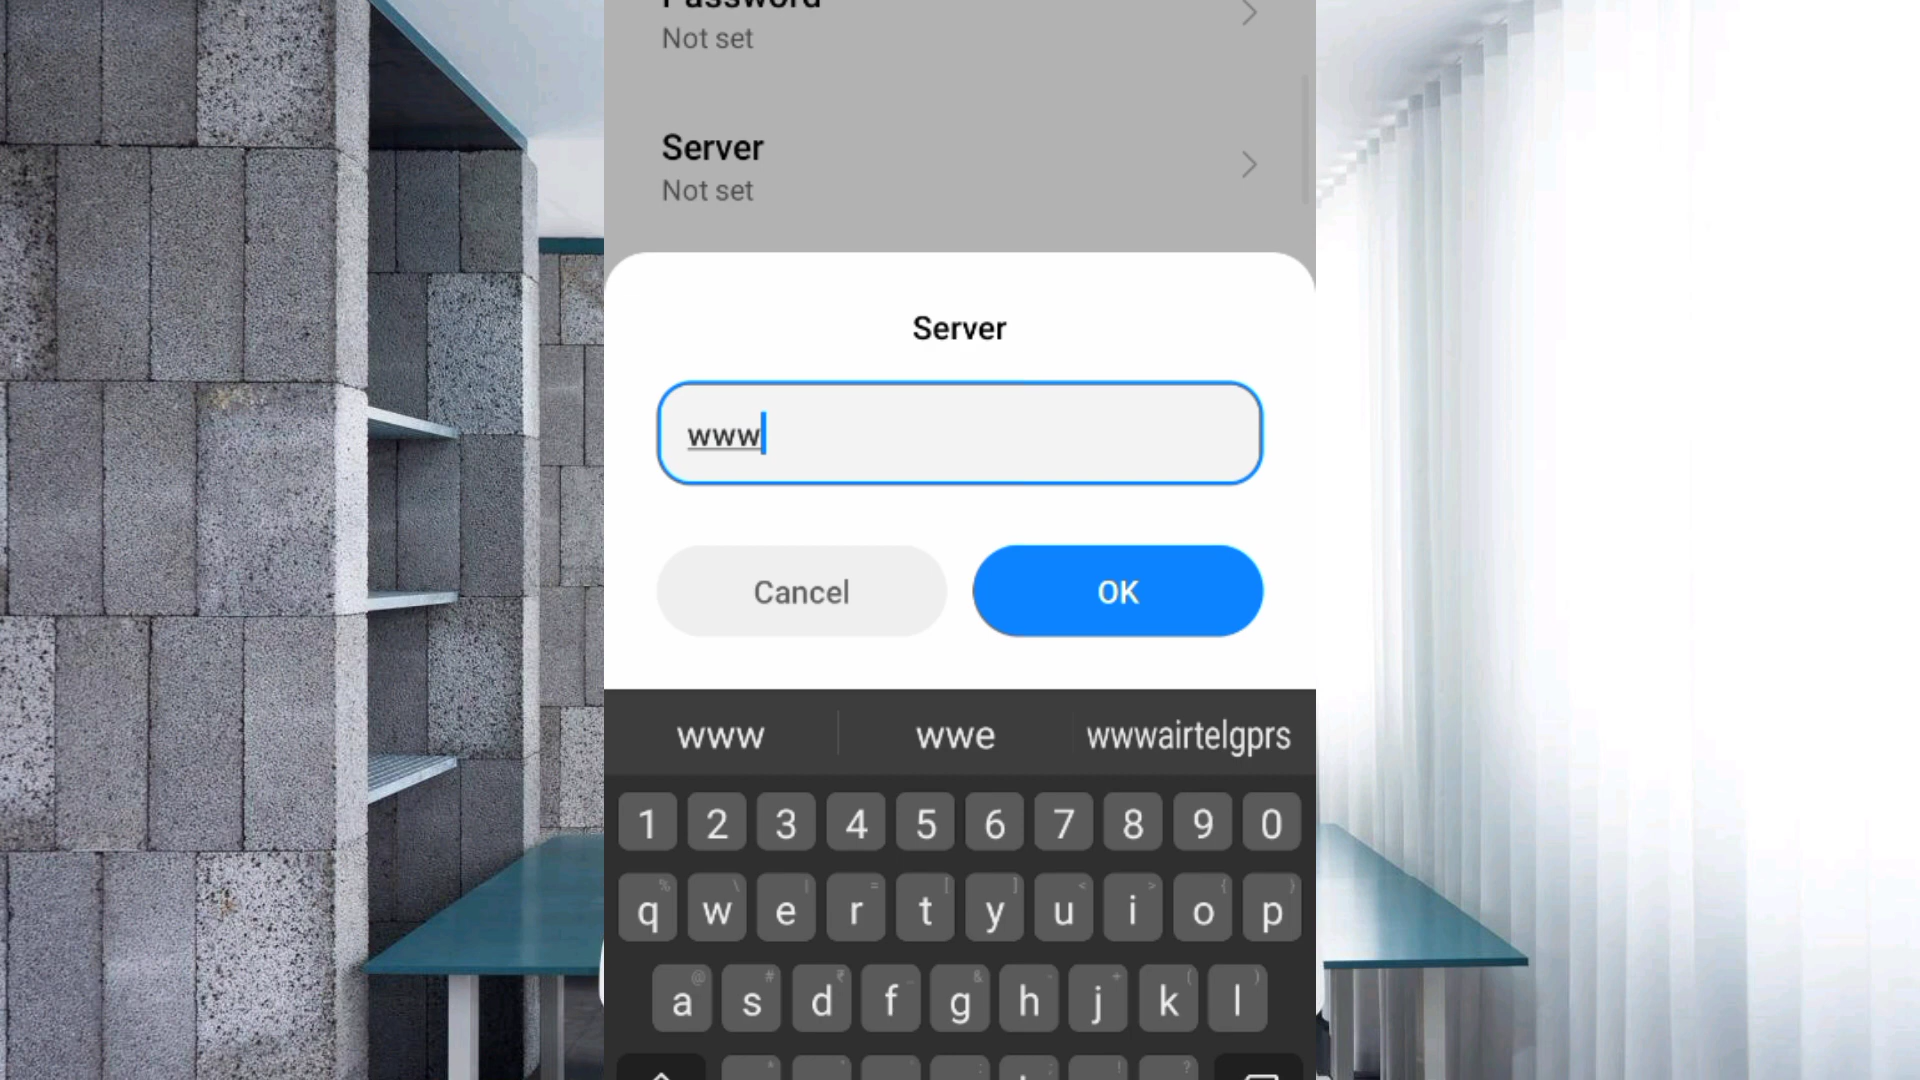 Password
Not set
Server
Not set
Server
www
Cancel
OK
www
wwe
wwwairtelgprs
1 2 3 4 5 6 7 8 9 0
% \ | = [ ] < > { }
q w e r t y u i o p
@ # ₹ _ & - + ( )
a s d f g h j k l